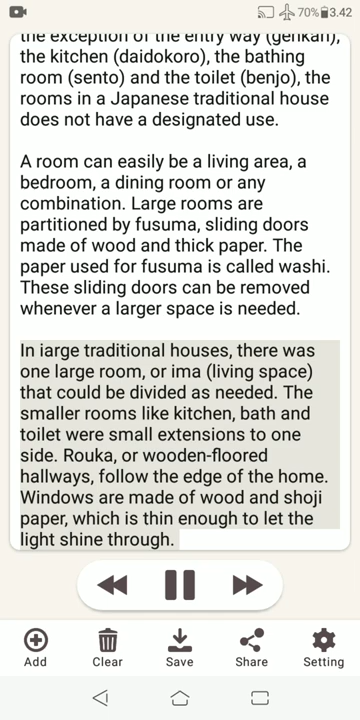 70% 3.42
the exception of the entry way (genkan),
the kitchen (daidokoro), the bathing
room (sento) and the toilet (benjo), the
rooms in a Japanese traditional house
does not have a designated use.
A room can easily be a living area, a
bedroom, a dining room or any
combination. Large rooms are
partitioned by fusuma, sliding doors
made of wood and thick paper. The
paper used for fusuma is called washi.
These sliding doors can be removed
whenever a larger space is needed.
In iarge traditional houses, there was
one large room, or ima (living space)
that could be divided as needed. The
smaller rooms like kitchen, bath and
toilet were small extensions to one
side. Rouka, or wooden-floored
hallways, follow the edge of the home.
Windows are made of wood and shoji
paper, which is thin enough to let the
light shine through.
Add Clear Save Share Setting